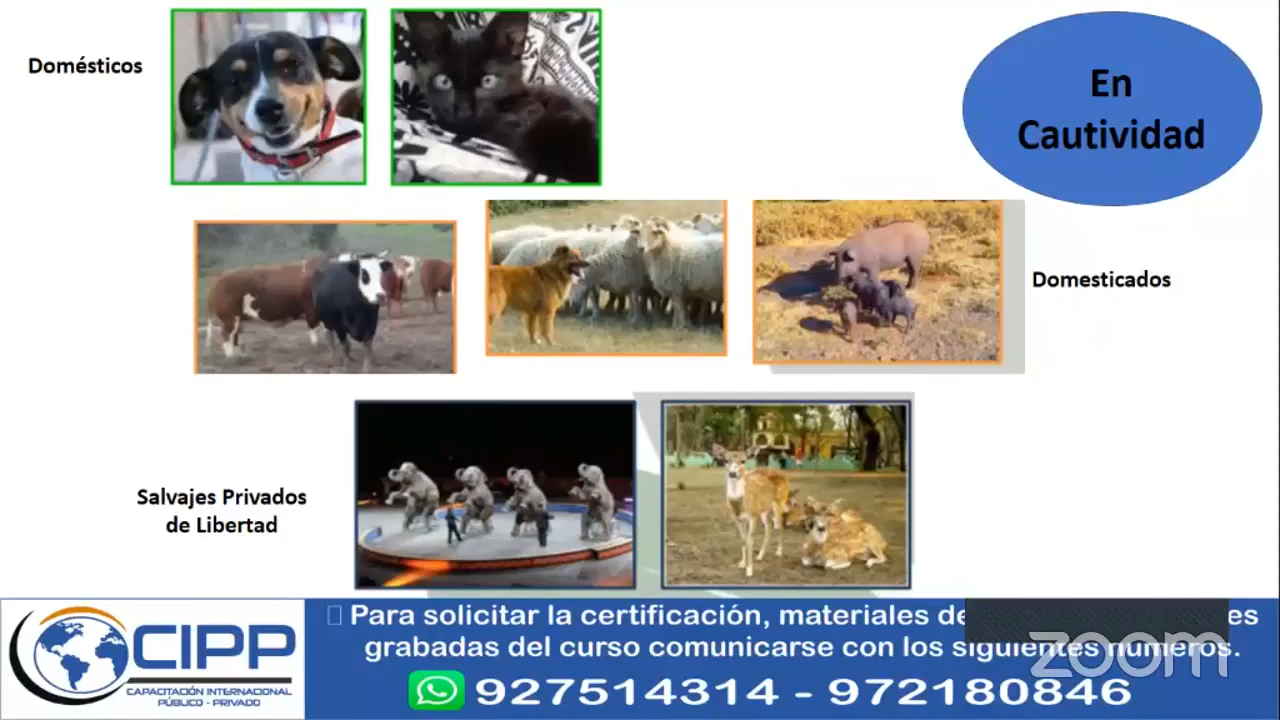 Domésticos
En
Cautividad
Domesticados
Salvajes Privados
de Libertad
Para solicitar la certificación, materiales de es
grabadas del curso comunicarse con los siguientes números.
927514314 - 972180846
CIPP
CAPACITACIÓN INTERNACIONAL
PÚBLICO - PRIVADO
zoom